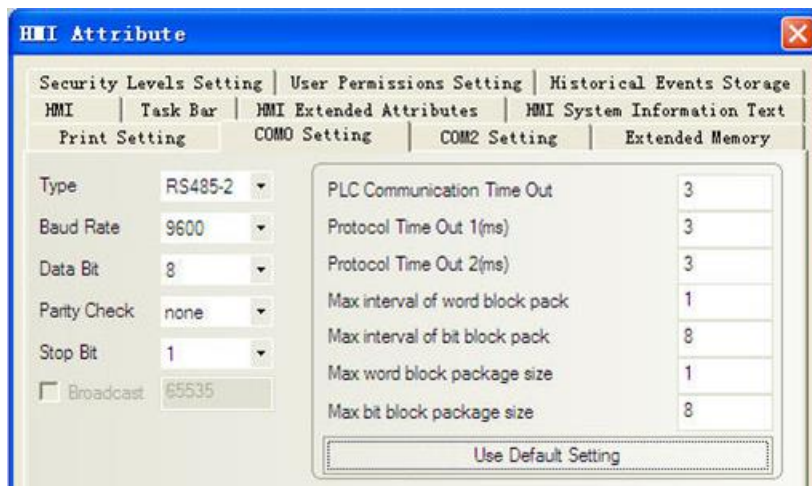 HMI Attribute
Security Levels Setting User Permissions Setting Historical Events Storage
HMI Task Bar HMI Extended Attributes HMI System Information Text
Print Setting COM0 Setting COM2 Setting Extended Memory
Type RS485-2
Baud Rate 9600
Data Bit 8
Parity Check none
Stop Bit 1
Broadcast 65535
PLC Communication Time Out 3
Protocol Time Out 1(ms) 3
Protocol Time Out 2(ms) 3
Max interval of word block pack 1
Max interval of bit block pack 8
Max word block package size 1
Max bit block package size 8
Use Default Setting